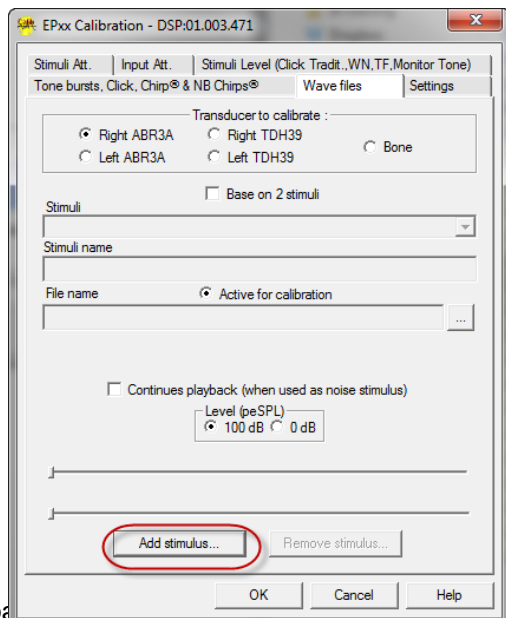 EPxx Calibration - DSP:01.003.471
Stimuli Att. Input Att. Stimuli Level (Click Tradit.,WN,TF,Monitor Tone)
Tone bursts, Click, Chirp® & NB Chirps® Wave files Settings
Transducer to calibrate :
Right ABR3A Right TDH39 Bone
Left ABR3A Left TDH39
Base on 2 stimuli
Stimuli
Stimuli name
File name Active for calibration
...
Continues playback (when used as noise stimulus)
Level (peSPL)
100 dB 0 dB
Add stimulus... Remove stimulus...
OK Cancel Help